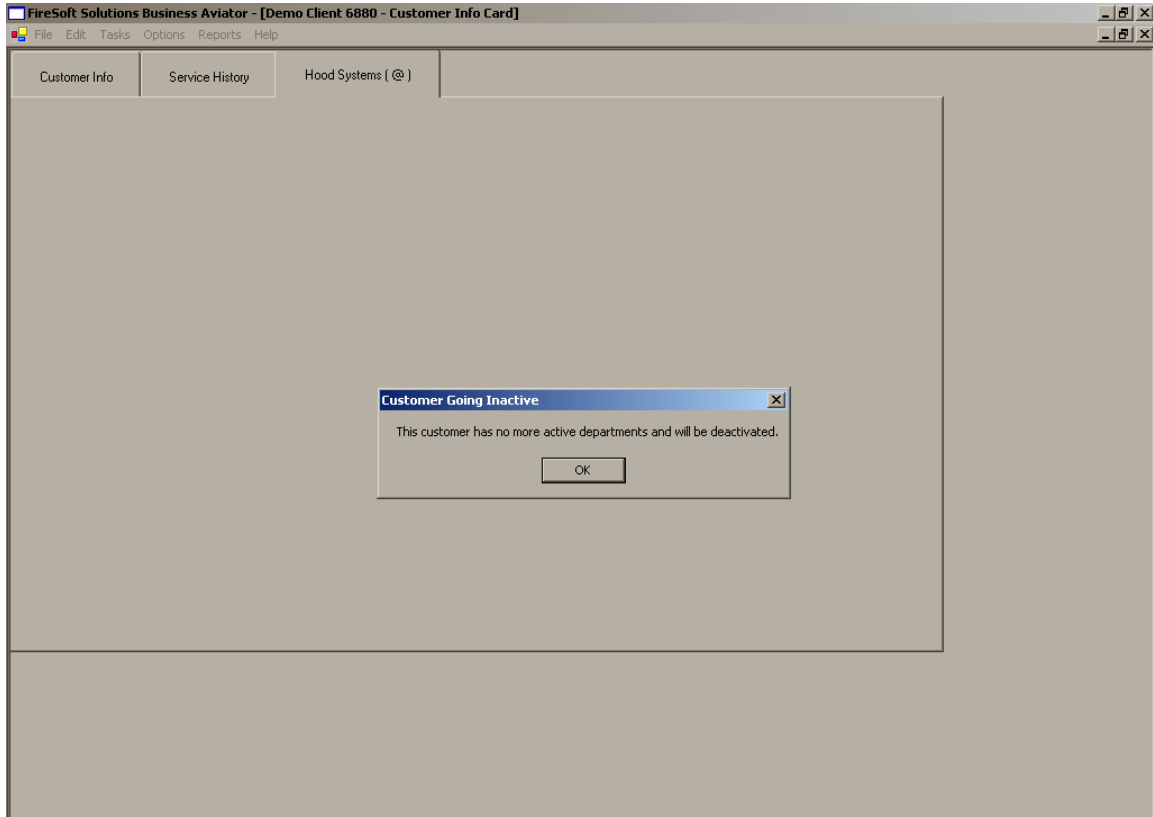 FireSoft Solutions Business Aviator - [Demo Client 6880 - Customer Info Card]
File Edit Tasks Options Reports Help
Customer Info Service History Hood Systems ( @ )
Customer Going Inactive
This customer has no more active departments and will be deactivated.
OK